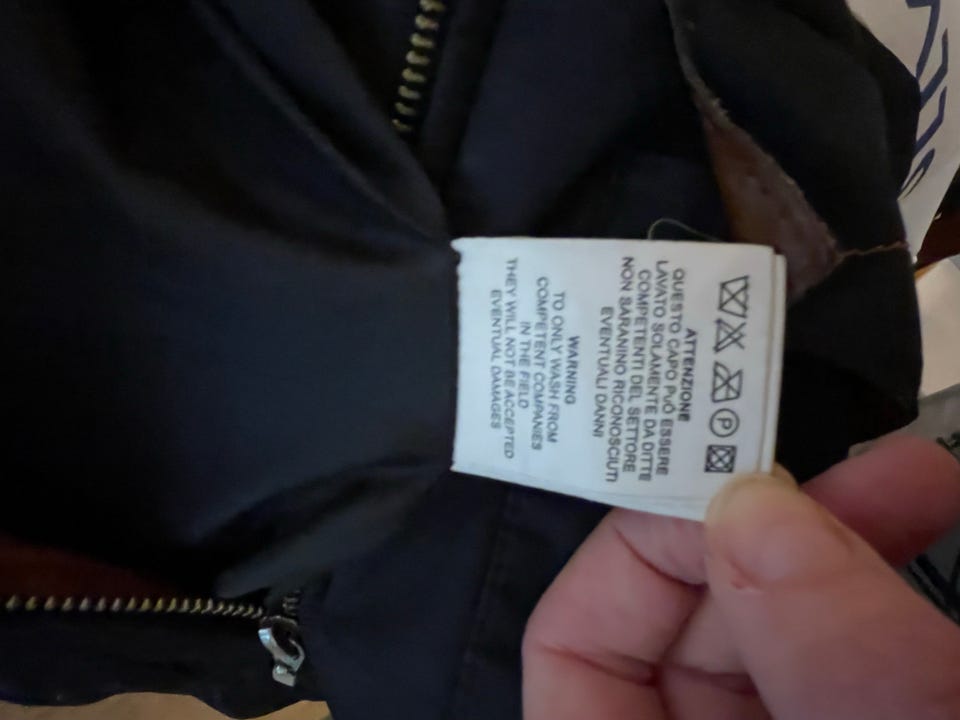 P
ATTENZIONE
QUESTO CAPO PUÒ ESSERE
LAVATO SOLAMENTE DA DITTE
COMPETENTI DEL SETTORE
NON SARANINO RICONOSCIUTI
EVENTUALI DANNI
WARNING
TO ONLY WASH FROM
COMPETENT COMPANIES
IN THE FIELD
THEY WILL NOT BE ACCEPTED
EVENTUAL DAMAGES